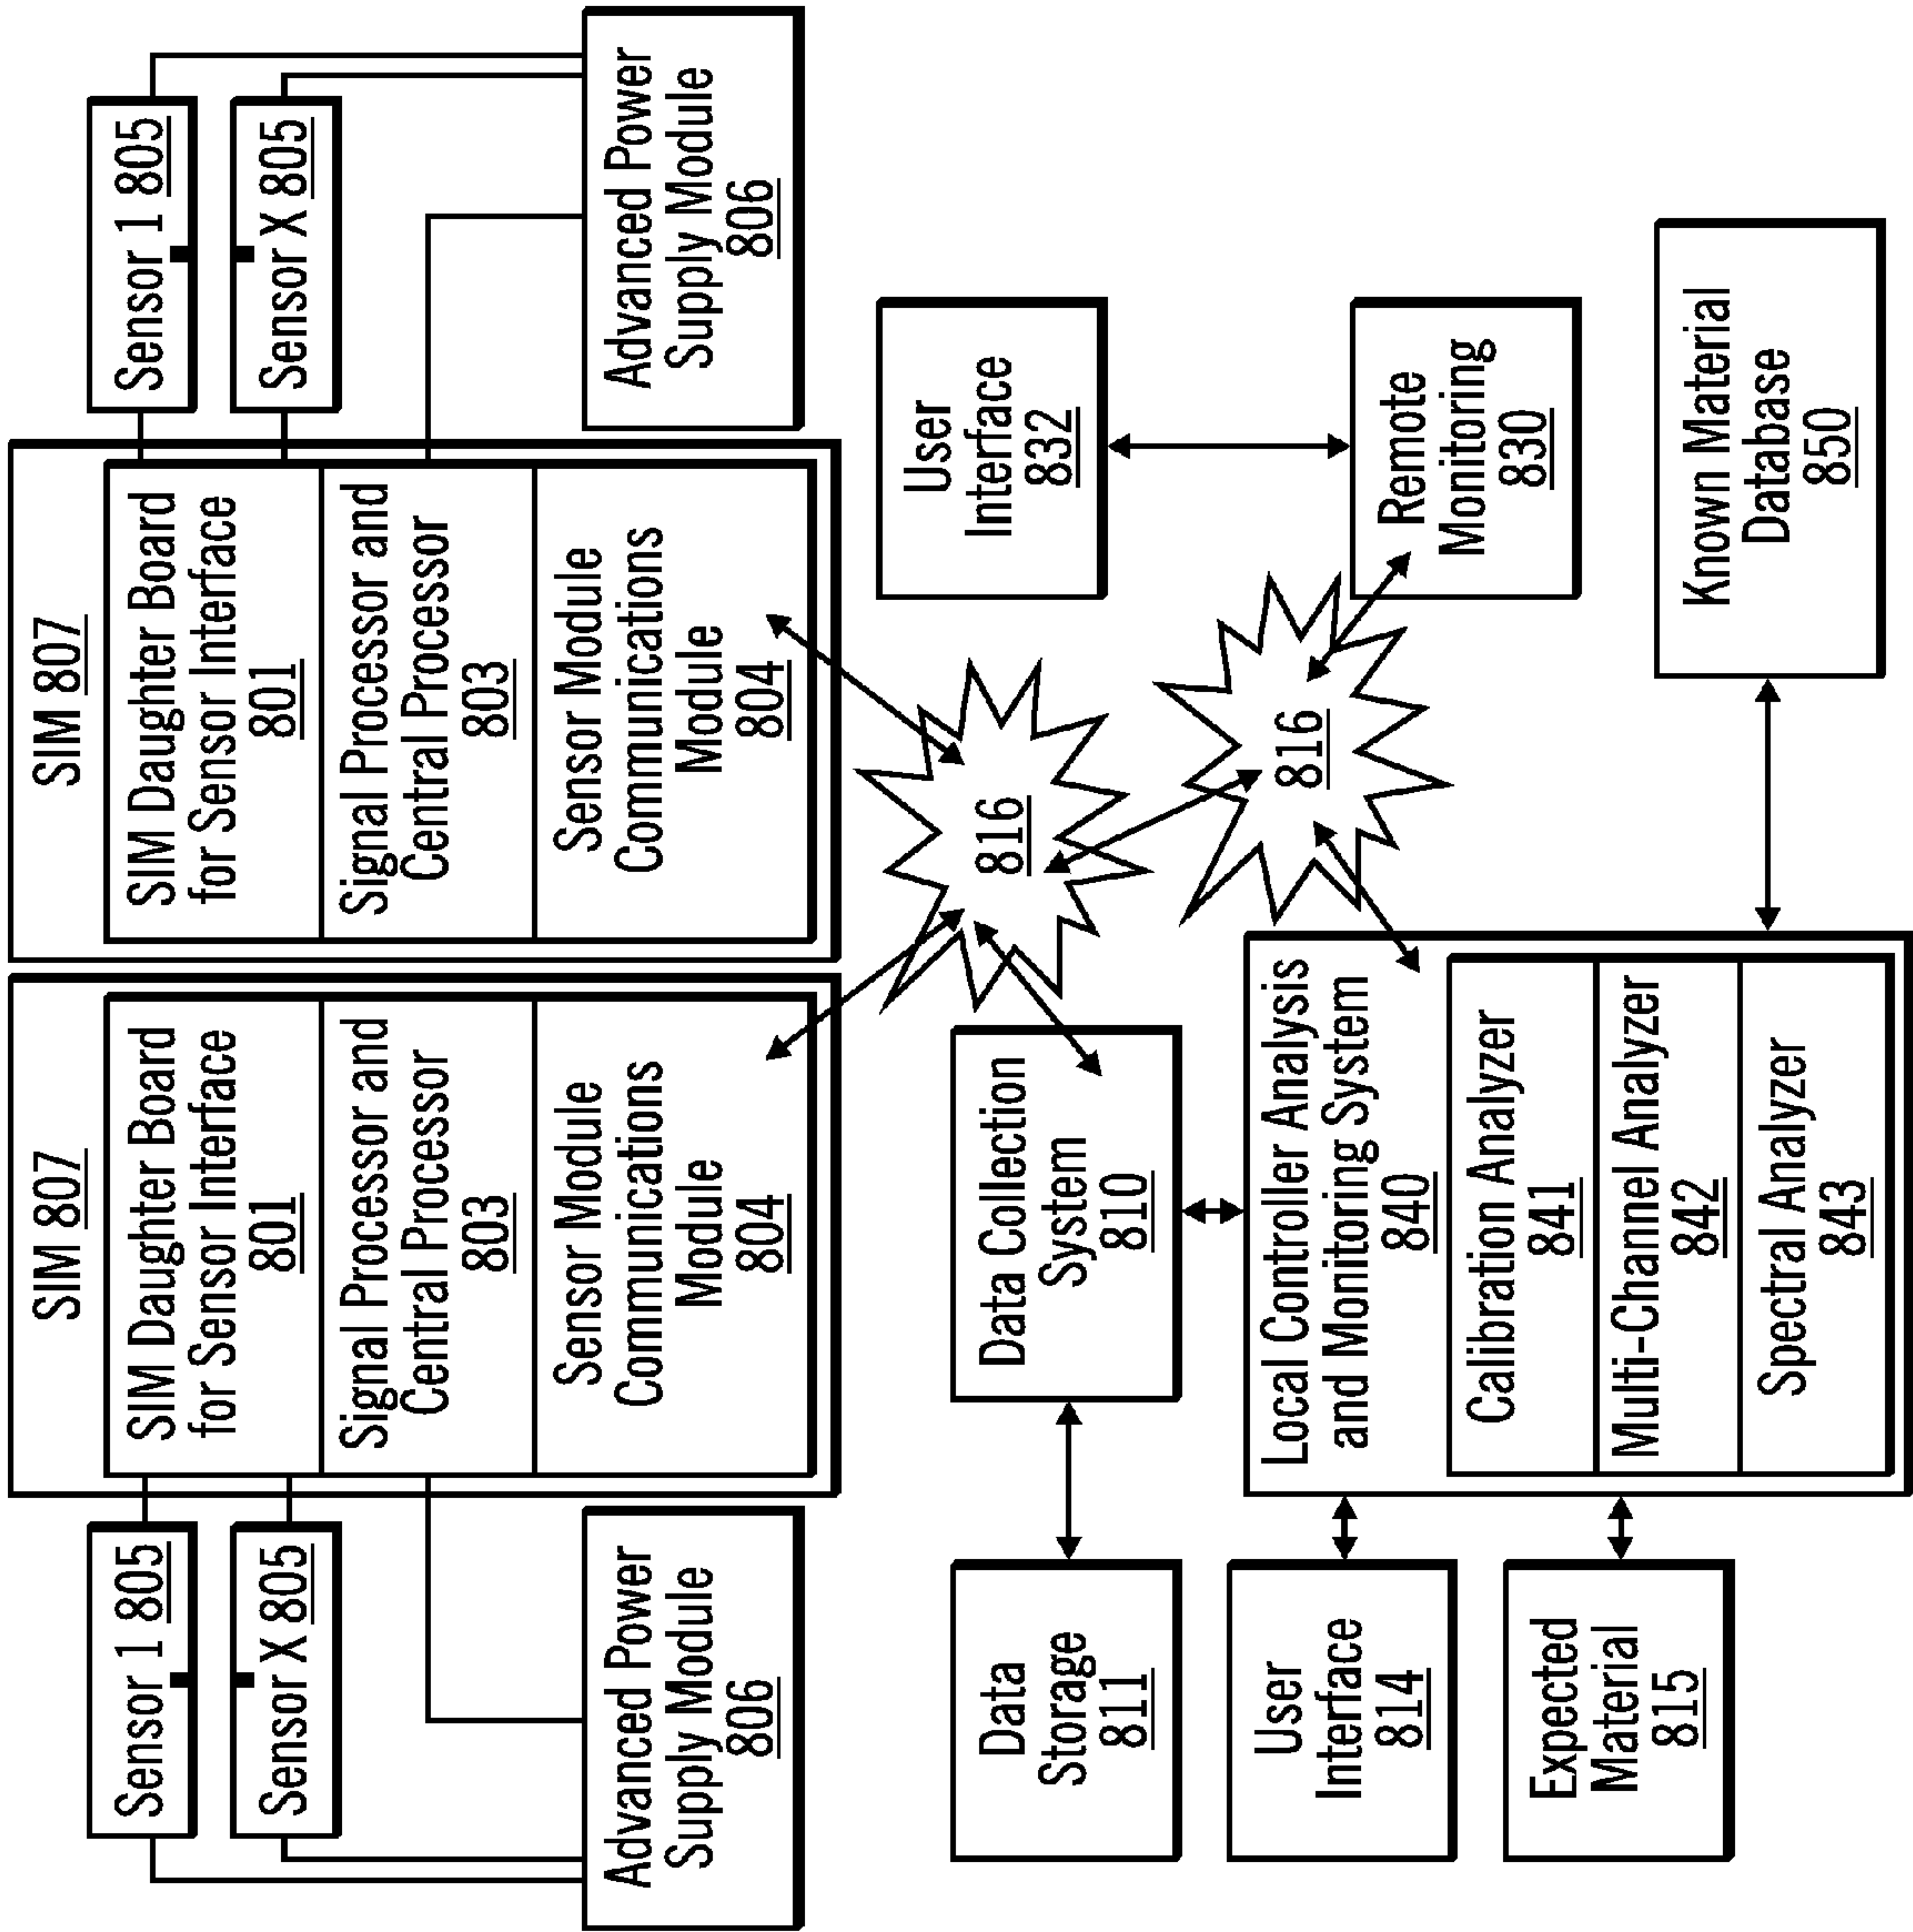 Sensor 1 805
Sensor X 805
Advanced Power
Supply Module
806
SIM 807
SIM Daughter Board
for Sensor Interface
801
Signal Processor and
Central Processor
803
Sensor Module
Communications
Module
804
SIM 807
SIM Daughter Board
for Sensor Interface
801
Signal Processor and
Central Processor
803
Sensor Module
Communications
Module
804
Sensor 1 805
Sensor X 805
Advanced Power
Supply Module
806
816
816
Data
Storage
811
Data Collection
System
810
User
Interface
832
User
Interface
814
Expected
Material
815
Local Controller Analysis
and Monitoring System
840
Calibration Analyzer
841
Multi-Channel Analyzer
842
Spectral Analyzer
843
Remote
Monitoring
830
Known Material
Database
850